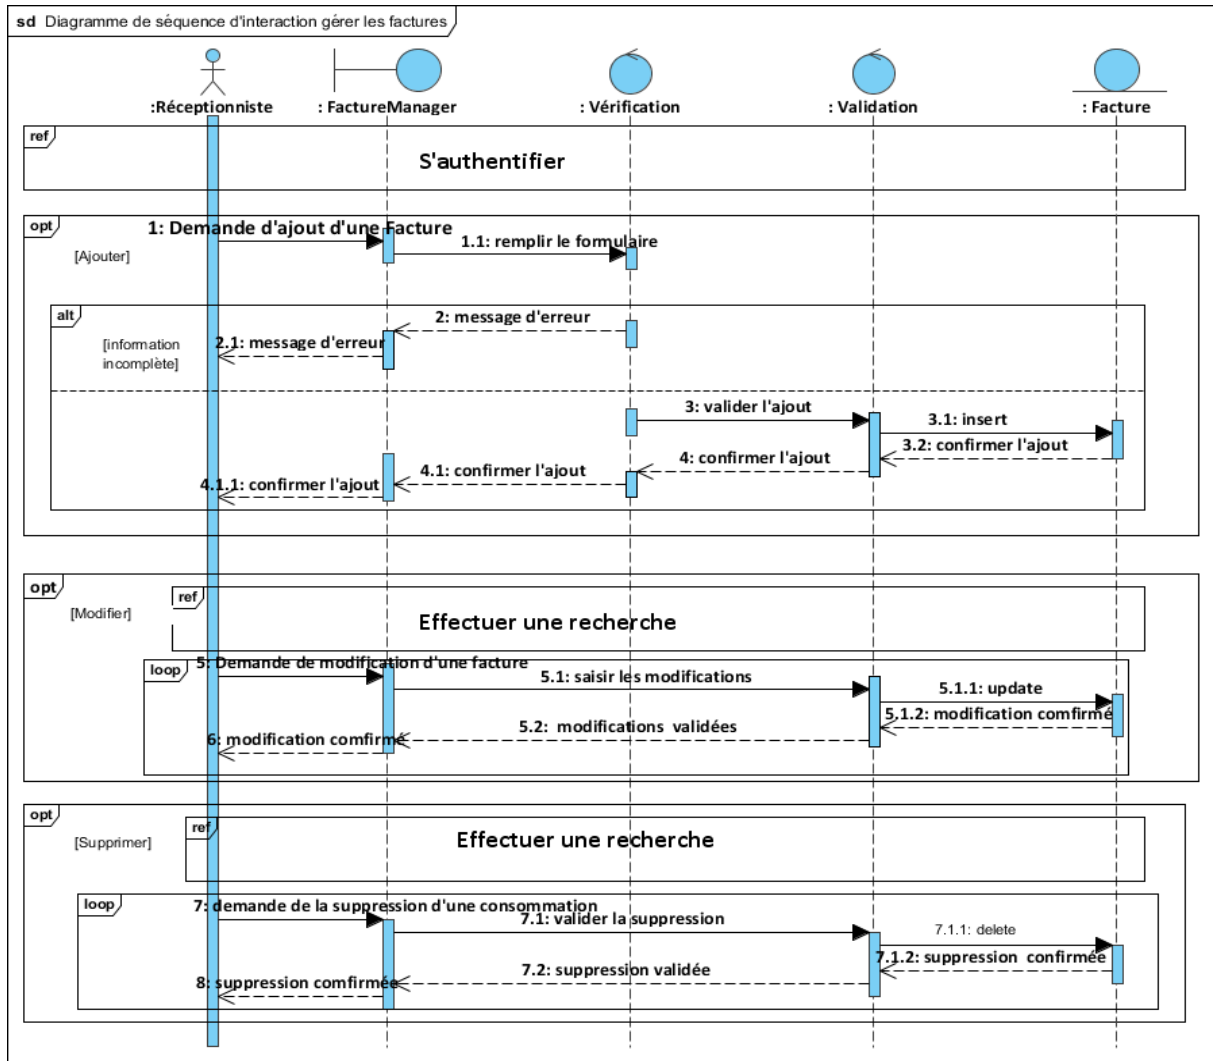 sd Diagramme de séquence d'interaction gérer les factures
:Réceptionniste
: FactureManager
: Vérification
: Validation
: Facture
ref
S'authentifier
opt
1: Demande d'ajout d'une Facture
1.1: remplir le formulaire
[Ajouter]
alt
2: message d'erreur
[information
incomplète]
2.1: message d'erreur
3: valider l'ajout
3.1: insert
3.2: confirmer l'ajout
4: confirmer l'ajout
4.1: confirmer l'ajout
4.1.1: confirmer l'ajout
opt
[Modifier]
ref
Effectuer une recherche
loop
5: Demande de modification d'une facture
5.1: saisir les modifications
5.1.1: update
5.1.2: modification comfirmé
5.2: modifications validées
6: modification comfirmé
opt
[Supprimer]
ref
Effectuer une recherche
loop
7: demande de la suppression d'une consommation
7.1: valider la suppression
7.1.1: delete
7.1.2: suppression confirmée
7.2: suppression validée
8: suppression comfirmée